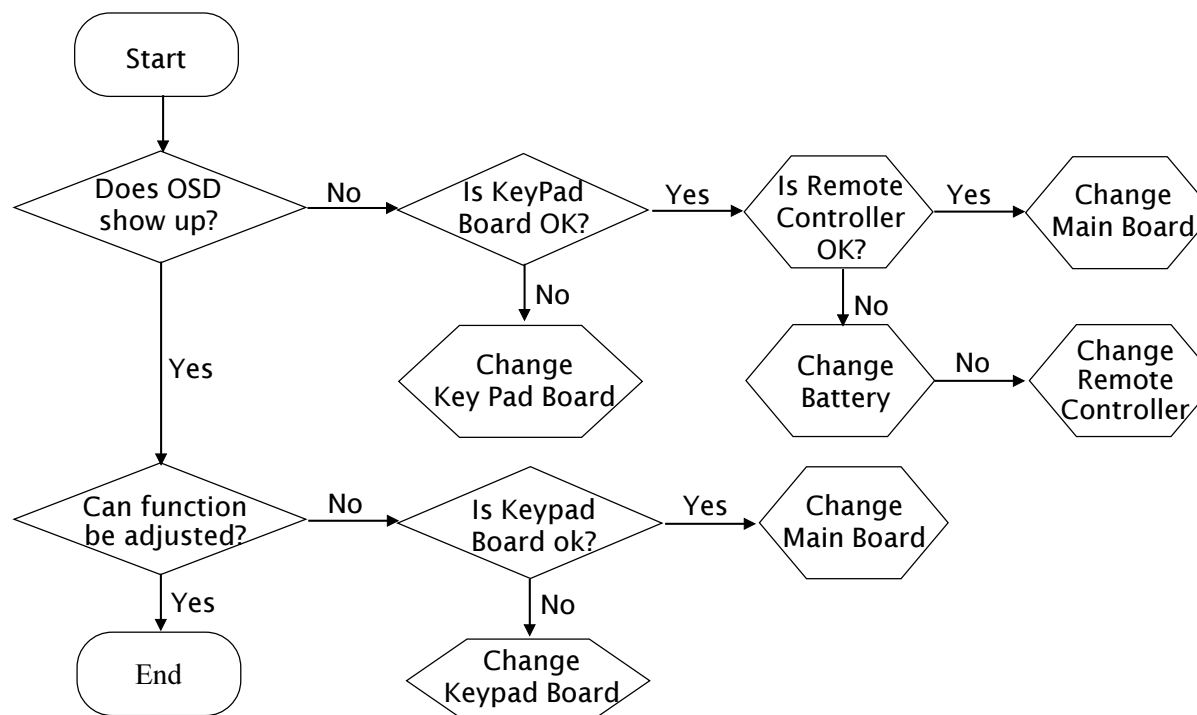 Start
Does OSD
show up?
No
Is KeyPad
Board OK?
Yes
Is Remote
Controller
OK?
Yes
Change
Main Board
No
Change
Key Pad Board
No
Change
Battery
No
Change
Remote
Controller
Yes
Can function
be adjusted?
No
Is Keypad
Board ok?
Yes
Change
Main Board
Yes
End
No
Change
Keypad Board